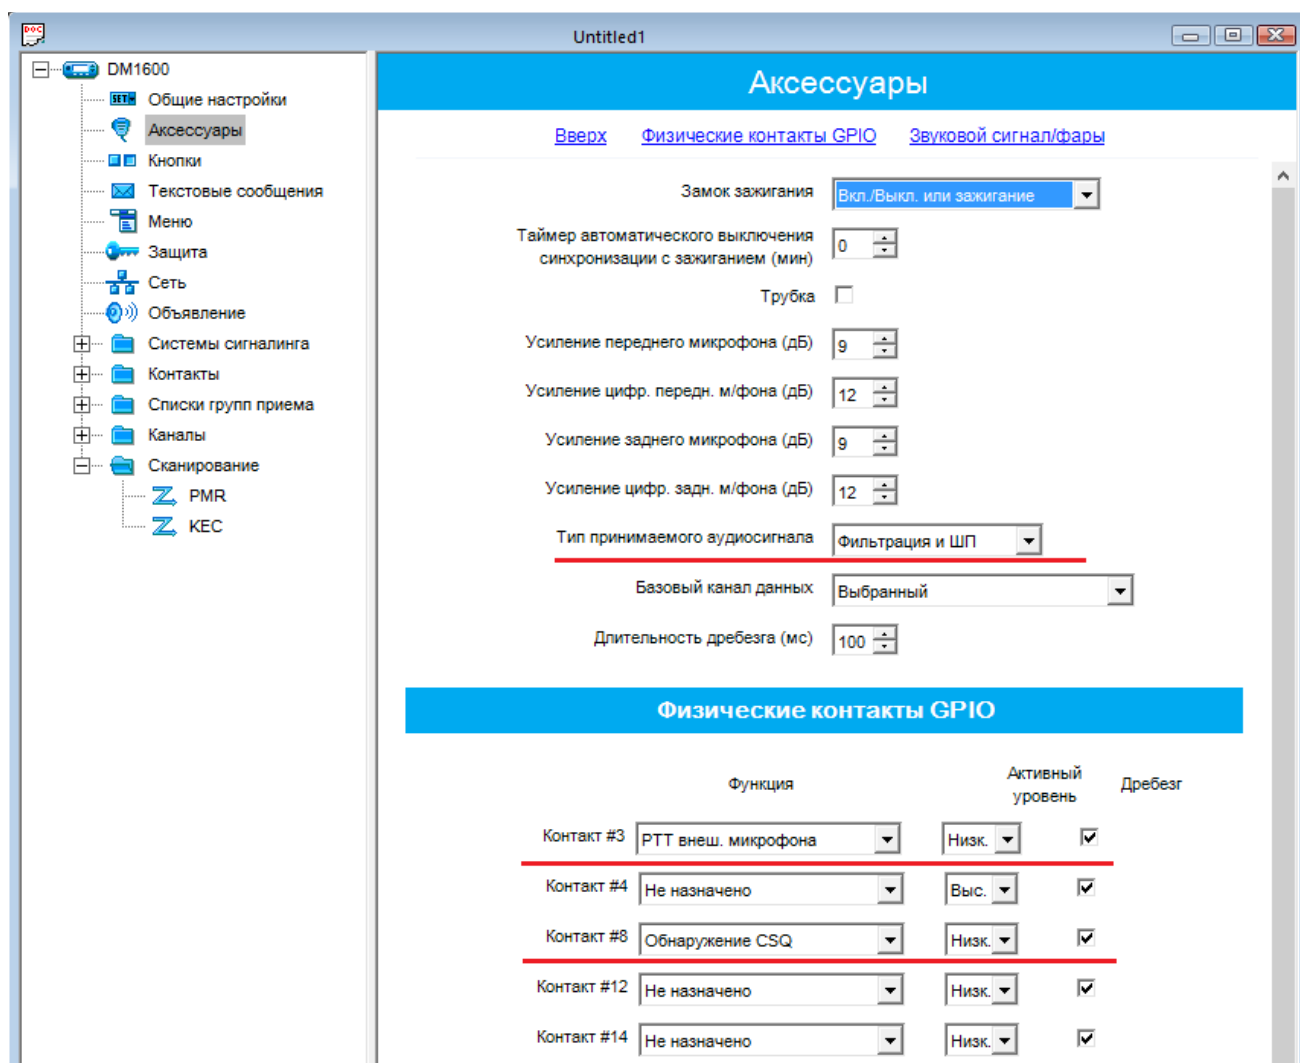 Untitled1
DM1600
Общие настройки
Аксессуары
Кнопки
Текстовые сообщения
Меню
Защита
Сеть
Объявление
Системы сигналинга
Контакты
Списки групп приема
Каналы
Сканирование
PMR
КЕС
Аксессуары
Вверх Физические контакты GPIO Звуковой сигнал/фары
Замок зажигания Вкл./Выкл. или зажигание
Таймер автоматического выключения
синхронизации с зажиганием (мин) 0
Трубка
Усиление переднего микрофона (дБ) 9
Усиление цифр. передн. м/фона (дБ) 12
Усиление заднего микрофона (дБ) 9
Усиление цифр. задн. м/фона (дБ) 12
Тип принимаемого аудиосигнала Фильтрация и ШП
Базовый канал данных Выбранный
Длительность дребезга (мс) 100
Физические контакты GPIO
Функция Активный уровень Дребезг
Контакт #3 РТТ внеш. микрофона Низк.
Контакт #4 Не назначено Выс.
Контакт #8 Обнаружение CSQ Низк.
Контакт #12 Не назначено Низк.
Контакт #14 Не назначено Низк.